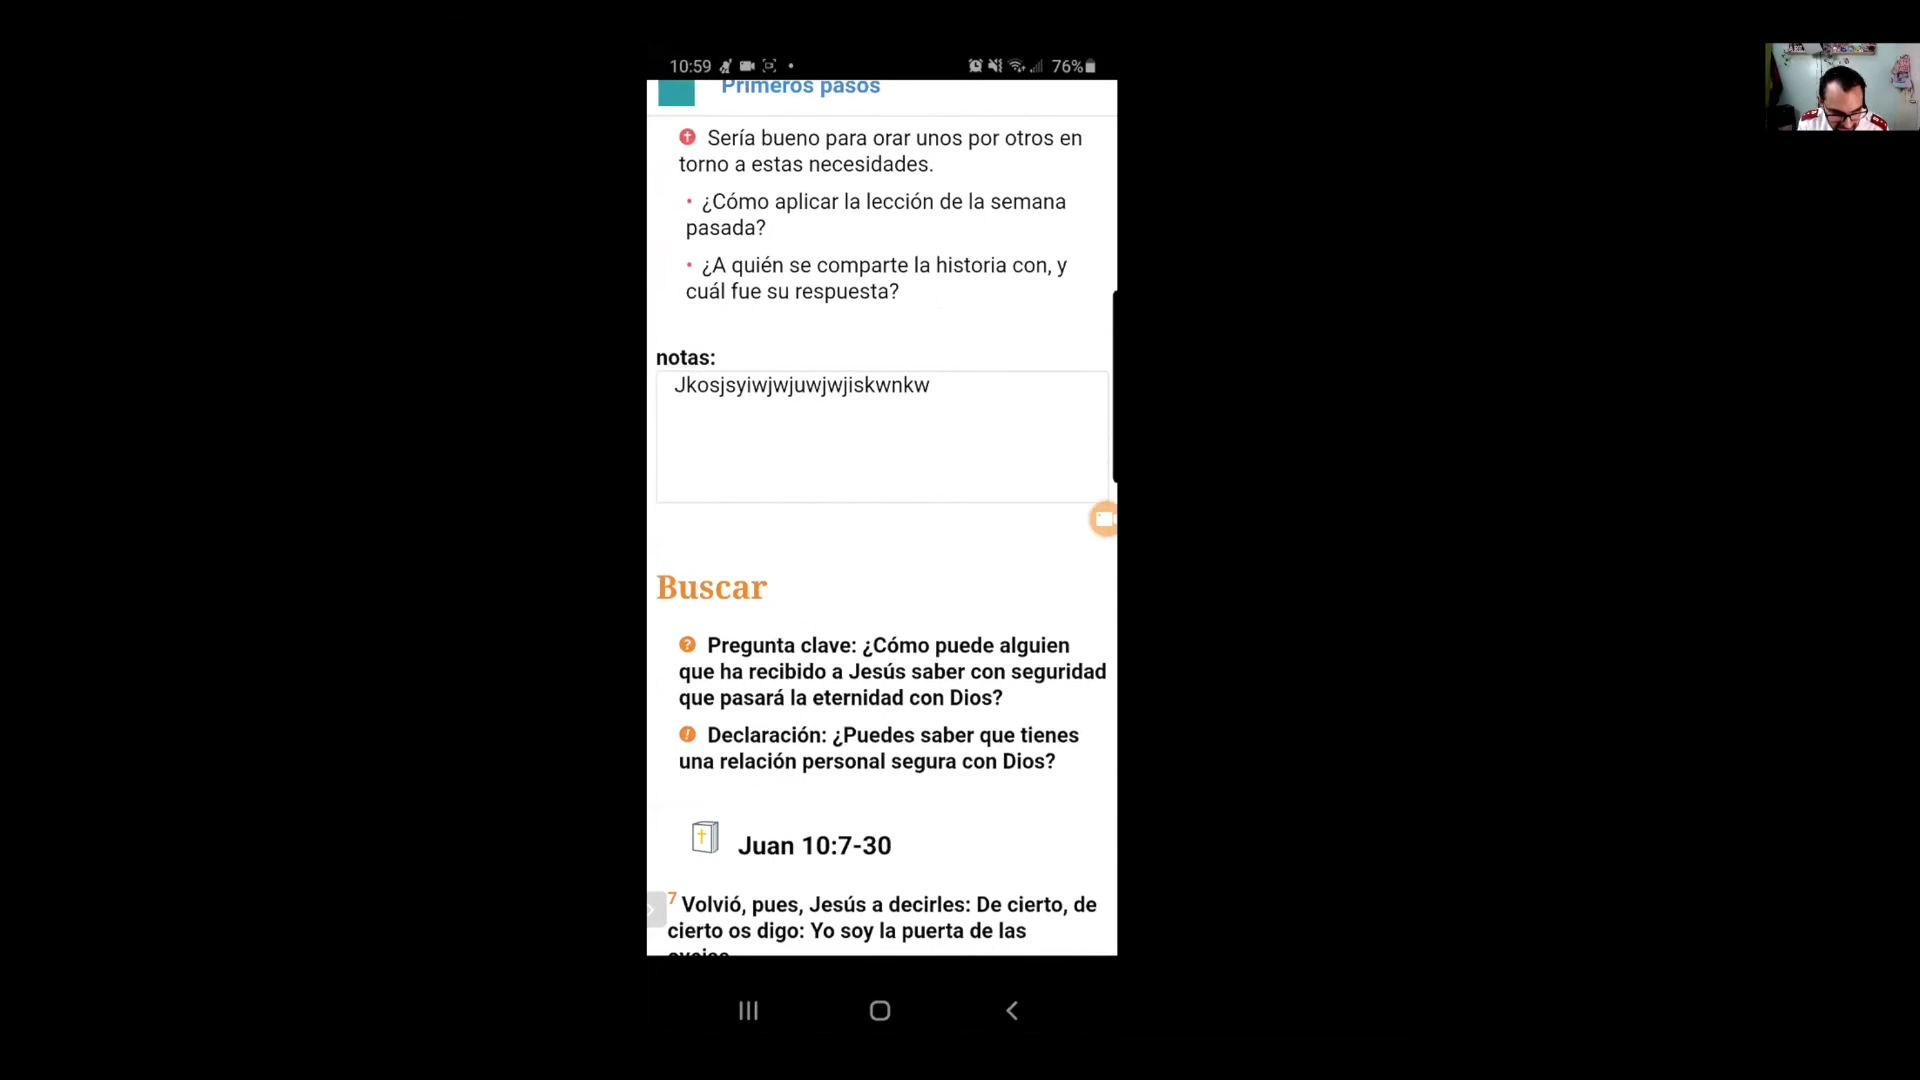 10:59
76%
Primeros pasos
Sería bueno para orar unos por otros en
torno a estas necesidades.
• ¿Cómo aplicar la lección de la semana
pasada?
• ¿A quién se comparte la historia con, y
cuál fue su respuesta?
notas:
Jkosjsyiwjwjuwjwjiskwnkw
Buscar
Pregunta clave: ¿Cómo puede alguien
que ha recibido a Jesús saber con seguridad
que pasará la eternidad con Dios?
Declaración: ¿Puedes saber que tienes
una relación personal segura con Dios?
Juan 10:7-30
7 Volvió, pues, Jesús a decirles: De cierto, de
cierto os digo: Yo soy la puerta de las